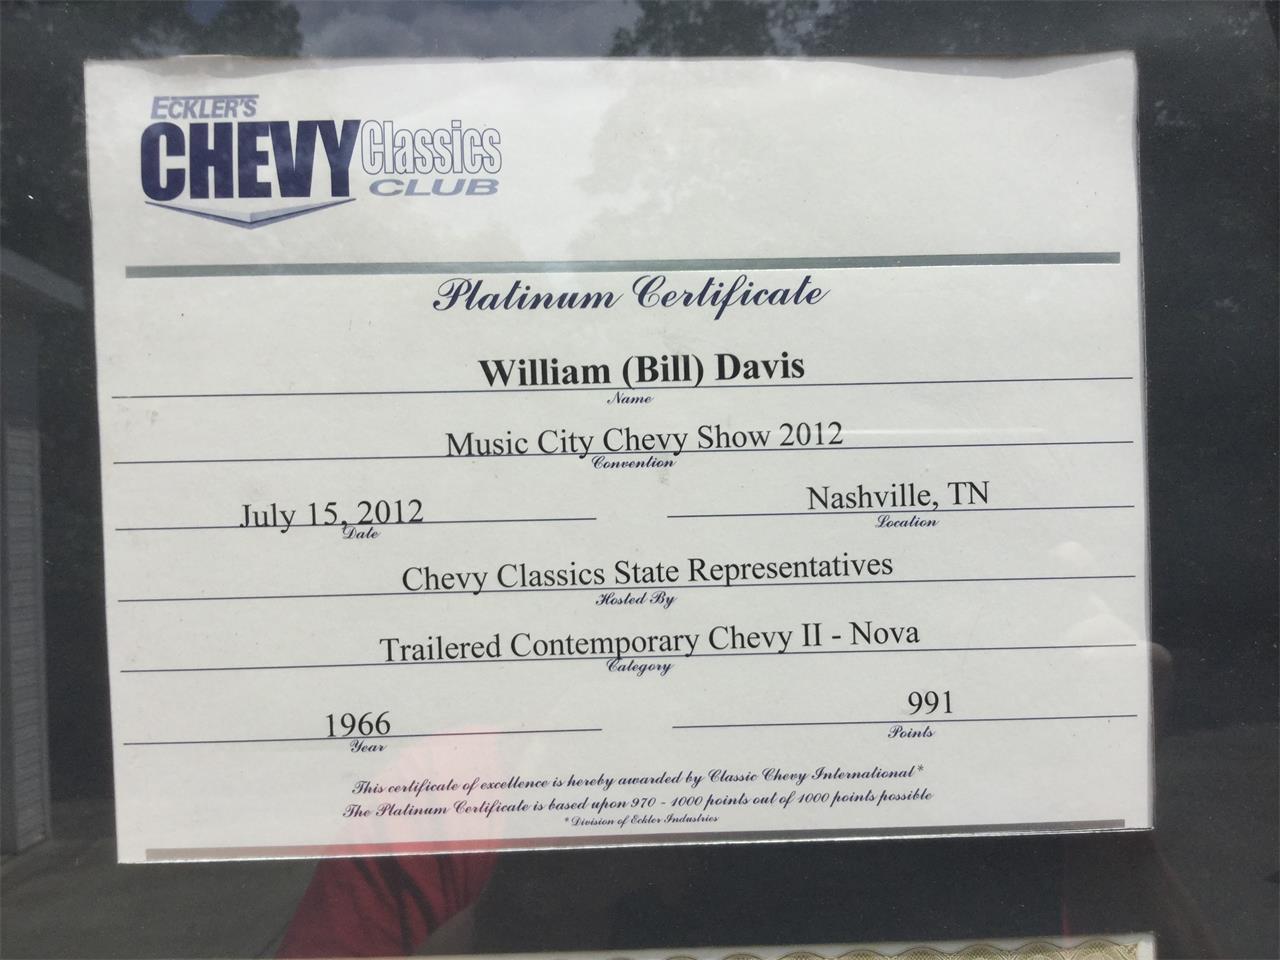 ECKLER'S
CHEVY Classics
CLUB
Platinum Certificate
William (Bill) Davis
Name
Music City Chevy Show 2012
Convention
July 15, 2012
Date
Nashville, TN
Location
Chevy Classics State Representatives
Hosted By
Trailered Contemporary Chevy II - Nova
Category
1966
Year
991
Points
This certificate of excellence is hereby awarded by Classic Chevy International*
The Platinum Certificate is based upon 970 - 1000 points out of 1000 points possible
*Division of Eckler Industries